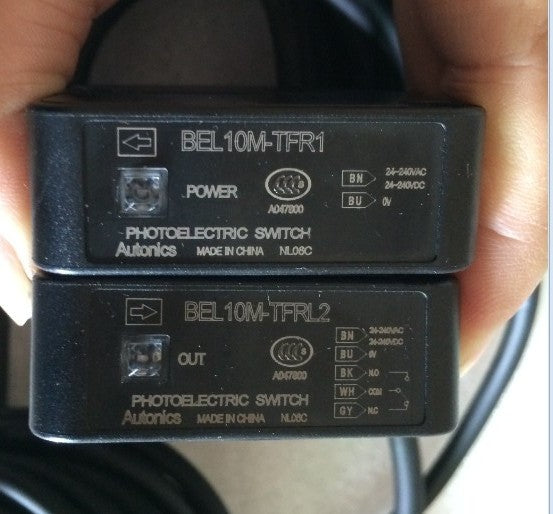 BEL10M-TFR1
POWER
S
A047800
BN 24-240VAC
24-240VDC
BU 0V
PHOTOELECTRIC SWITCH
Autonics MADE IN CHINA NL06C
BEL10M-TFRL2
OUT
S
A047800
BN 24-240VAC
24-240VDC
BU 0V
BK N.O
WH COM
GY N.C
PHOTOELECTRIC SWITCH
Autonics MADE IN CHINA NL06C